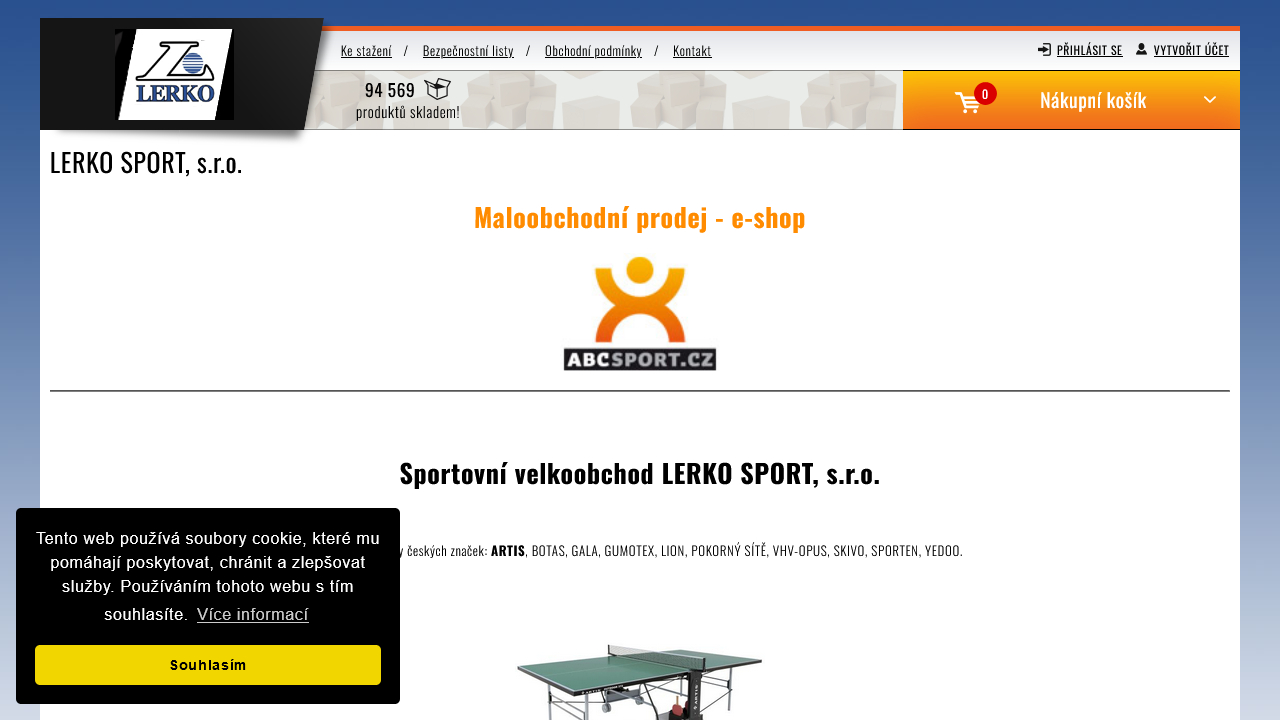 LERKO
Ke stažení / Bezpečnostní listy / Obchodní podmínky / Kontakt
PŘIHLÁSIT SE VYTVOŘIT ÚČET
94 569
produktů skladem!
0
Nákupní košík
LERKO SPORT, s.r.o.
Maloobchodní prodej - e-shop
ABCSPORT.CZ
Sportovní velkoobchod LERKO SPORT, s.r.o.
y českých značek: ARTIS, BOTAS, GALA, GUMOTEX, LION, POKORNÝ SÍTĚ, VHV-OPUS, SKIVO, SPORTEN, YEDOO.
Tento web používá soubory cookie, které mu
pomáhají poskytovat, chránit a zlepšovat
služby. Používáním tohoto webu s tím
souhlasíte. Více informací
Souhlasím